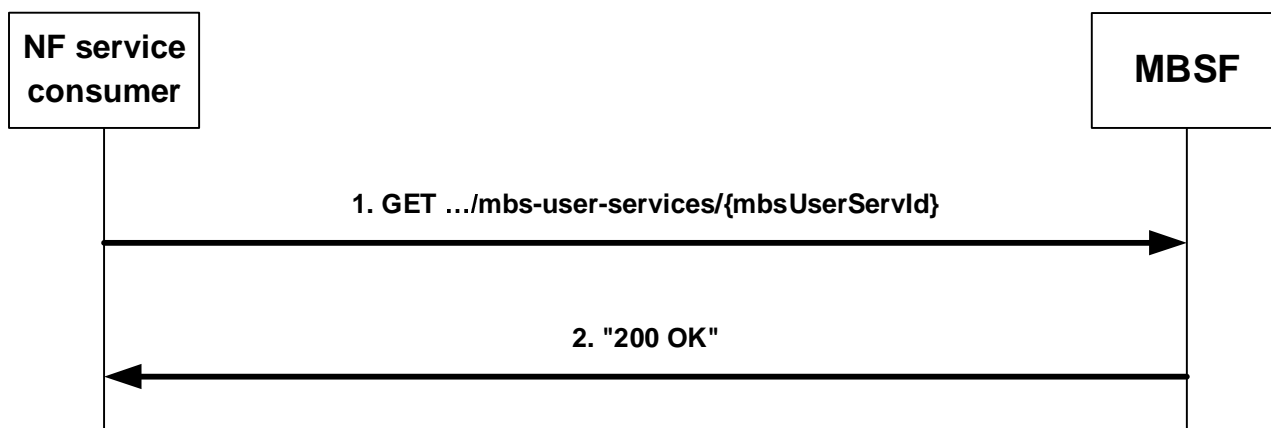 NF service
consumer
MBSF
1. GET …/mbs-user-services/{mbsUserServId}
2. "200 OK"